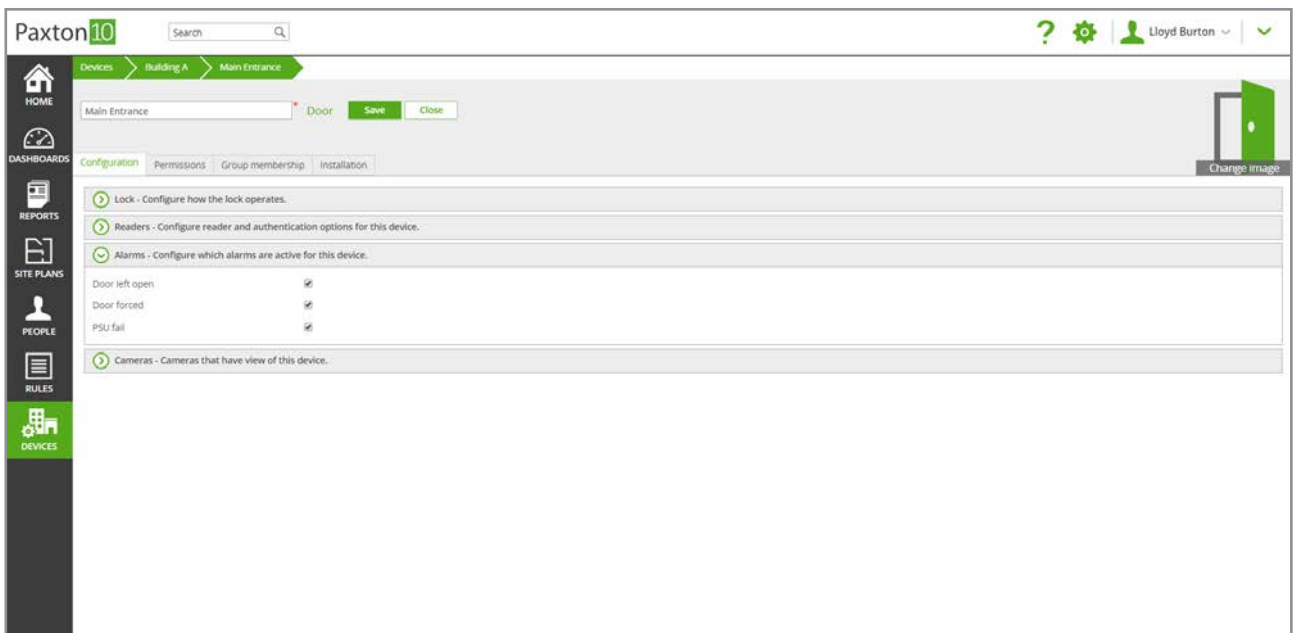 Paxton10
Search
Lloyd Burton
Devices
Building A
Main Entrance
HOME
Main Entrance
*
Door
Save
Close
DASHBOARDS
Configuration
Permissions
Group membership
Installation
Change image
Lock - Configure how the lock operates.
REPORTS
Readers - Configure reader and authentication options for this device.
Alarms - Configure which alarms are active for this device.
SITE PLANS
Door left open
Door forced
PSU fail
PEOPLE
Cameras - Cameras that have view of this device.
RULES
DEVICES